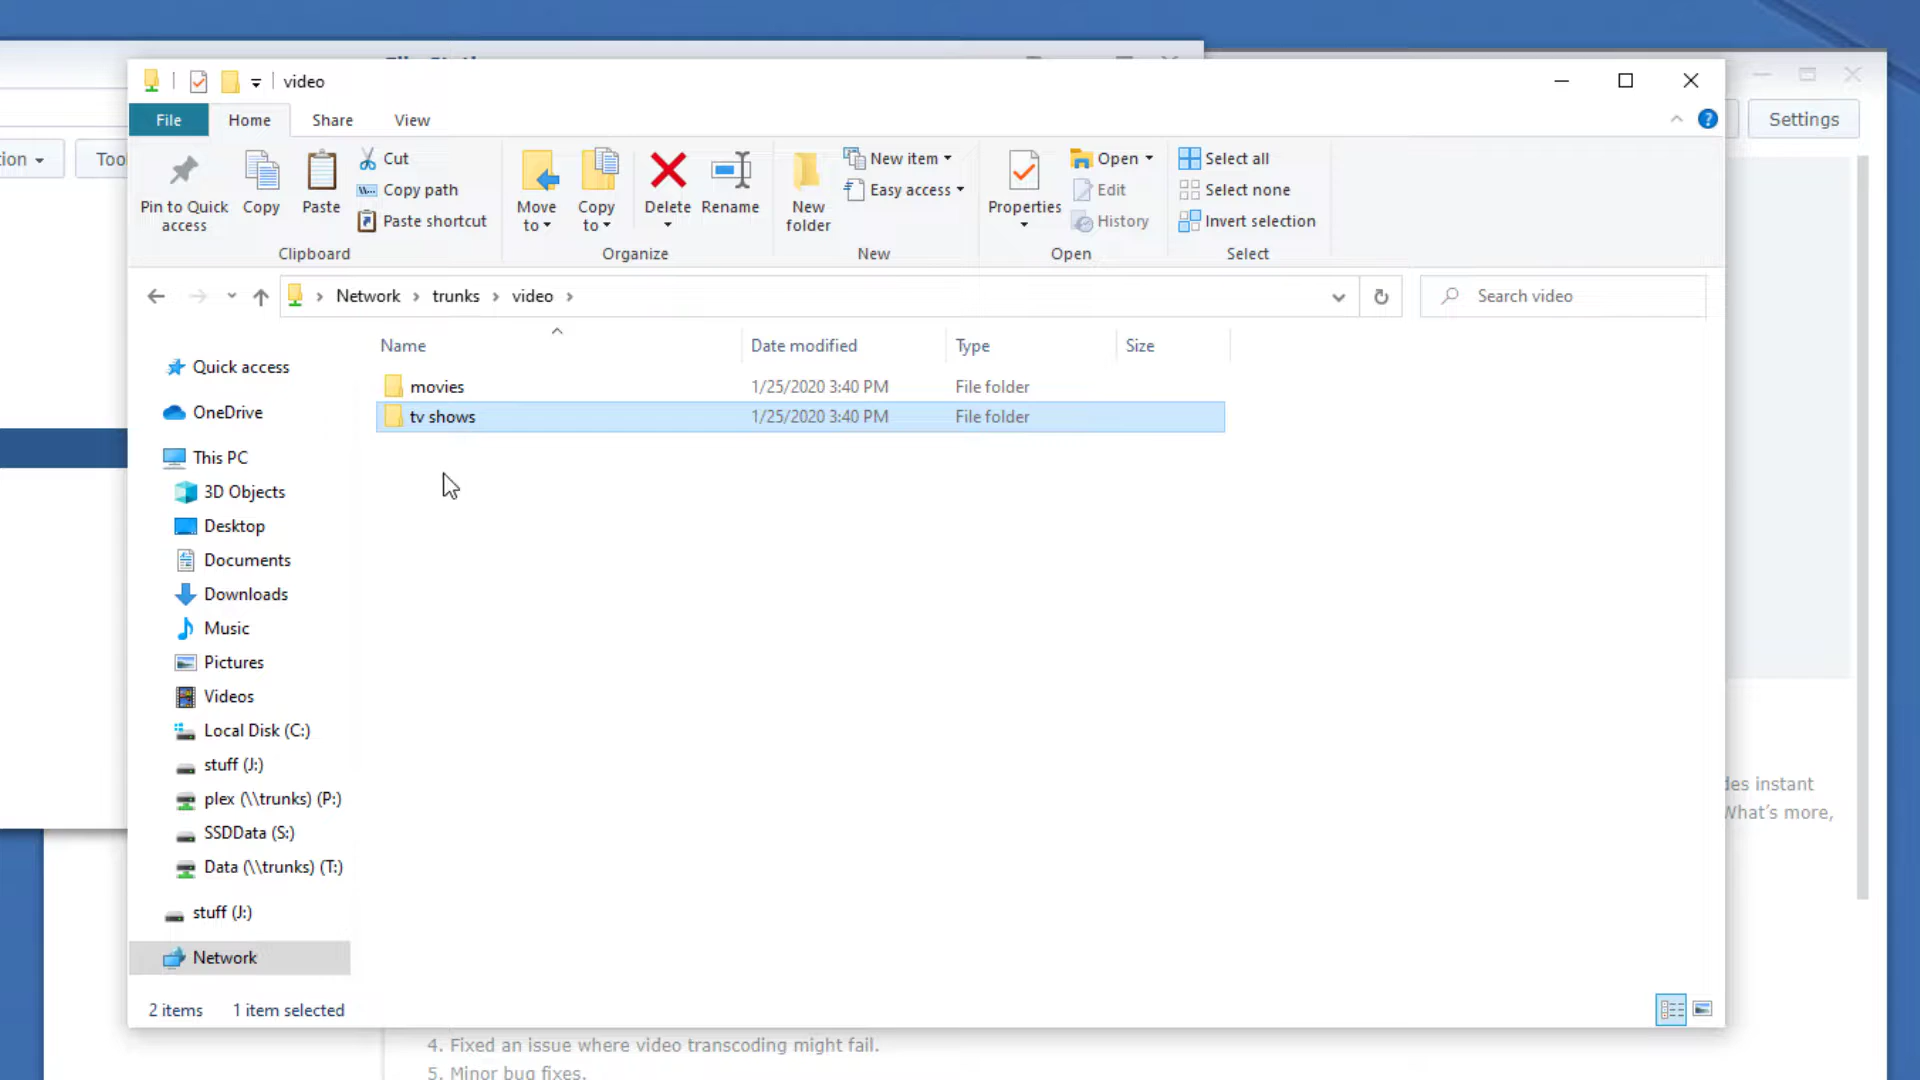 video
File Home Share View
Settings
ion
Pin to Quick access
Copy
Paste
Cut
Copy path
Paste shortcut
Clipboard
Move to
Copy to
Delete
Rename
Organize
New folder
New item
Easy access
New
Properties
Open
Edit
History
Open
Select all
Select none
Invert selection
Select
Network > trunks > video >
Search video
Name Date modified Type Size
movies 1/25/2020 3:40 PM File folder
tv shows 1/25/2020 3:40 PM File folder
Quick access
OneDrive
This PC
3D Objects
Desktop
Documents
Downloads
Music
Pictures
Videos
Local Disk (C:)
stuff (J:)
plex (\\trunks) (P:)
SSDData (S:)
Data (\\trunks) (T:)
stuff (J:)
Network
2 items 1 item selected
des instant
What's more,
4. Fixed an issue where video transcoding might fail.
5. Minor bug fixes.